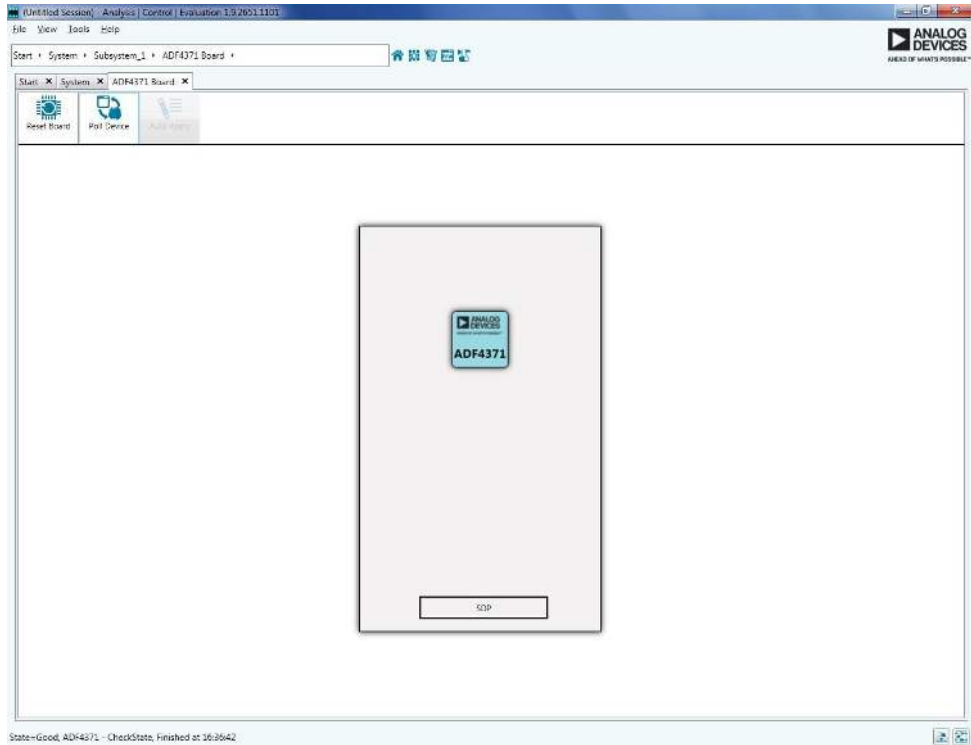 (Untitled Session) - Analysis | Control | Evaluation 1.9.2651.1101
File View Tools Help
ANALOG
DEVICES
AHEAD OF WHAT'S POSSIBLE™
Start System Subsystem_1 ADF4371 Board
Start System ADF4371 Board
Reset Board Poll Device Auto Apply
ANALOG
DEVICES
ADF4371
SDP
State=Good, ADF4371 - CheckState, Finished at 16:36:42